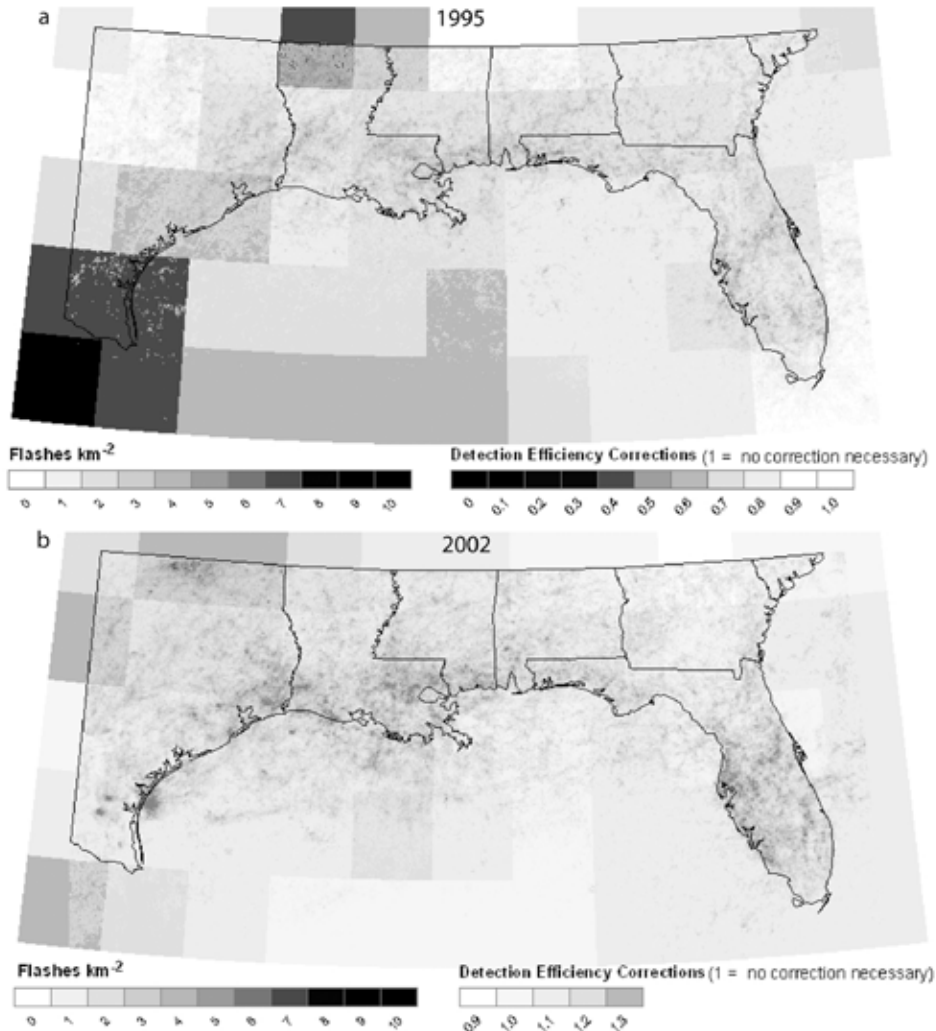 a
1995
Flashes km-2
0 1 2 3 4 5 6 7 8 9 10
Detection Efficiency Corrections (1 = no correction necessary)
0 0.1 0.2 0.3 0.4 0.5 0.6 0.7 0.8 0.9 1.0
b
2002
Flashes km-2
0 1 2 3 4 5 6 7 8 9 10
Detection Efficiency Corrections (1 = no correction necessary)
0.9 1.0 1.1 1.2 1.3